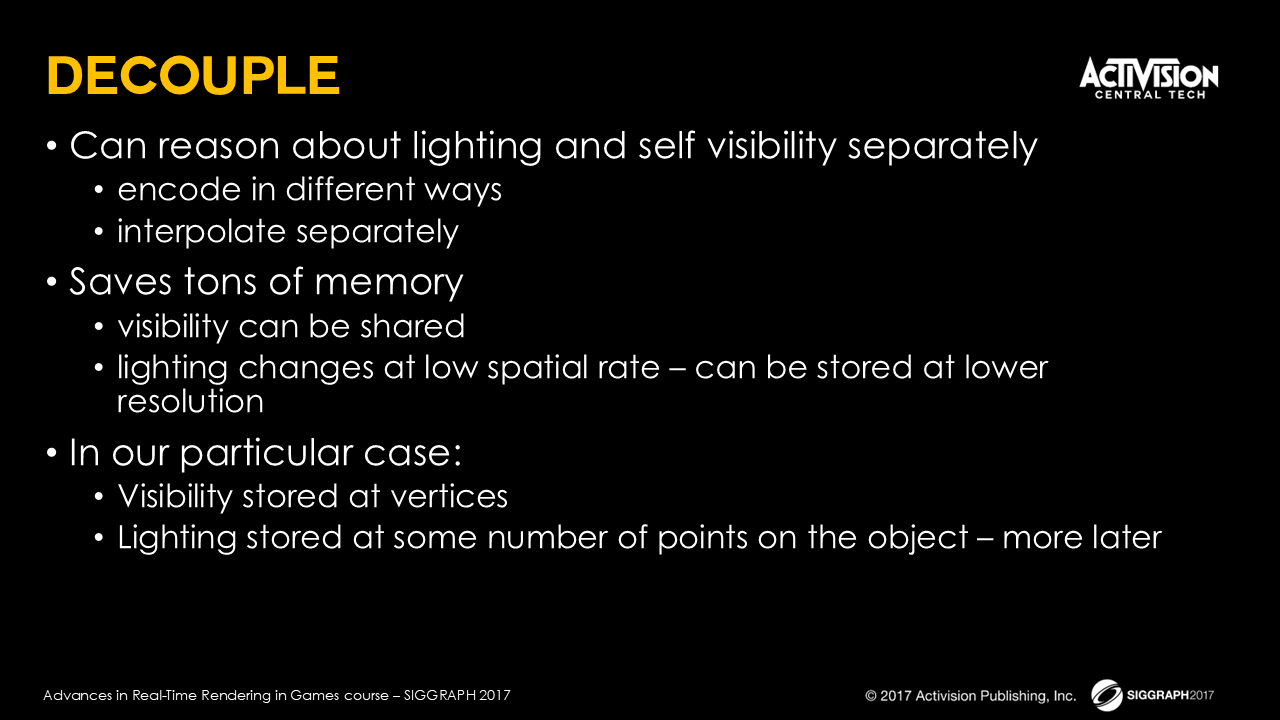 DECOUPLE
ACTIVISION
CENTRAL TECH
• Can reason about lighting and self visibility separately
• encode in different ways
• interpolate separately
• Saves tons of memory
• visibility can be shared
• lighting changes at low spatial rate – can be stored at lower
resolution
• In our particular case:
• Visibility stored at vertices
• Lighting stored at some number of points on the object – more later
Advances in Real-Time Rendering in Games course – SIGGRAPH 2017
© 2017 Activision Publishing, Inc.
SIGGRAPH2017